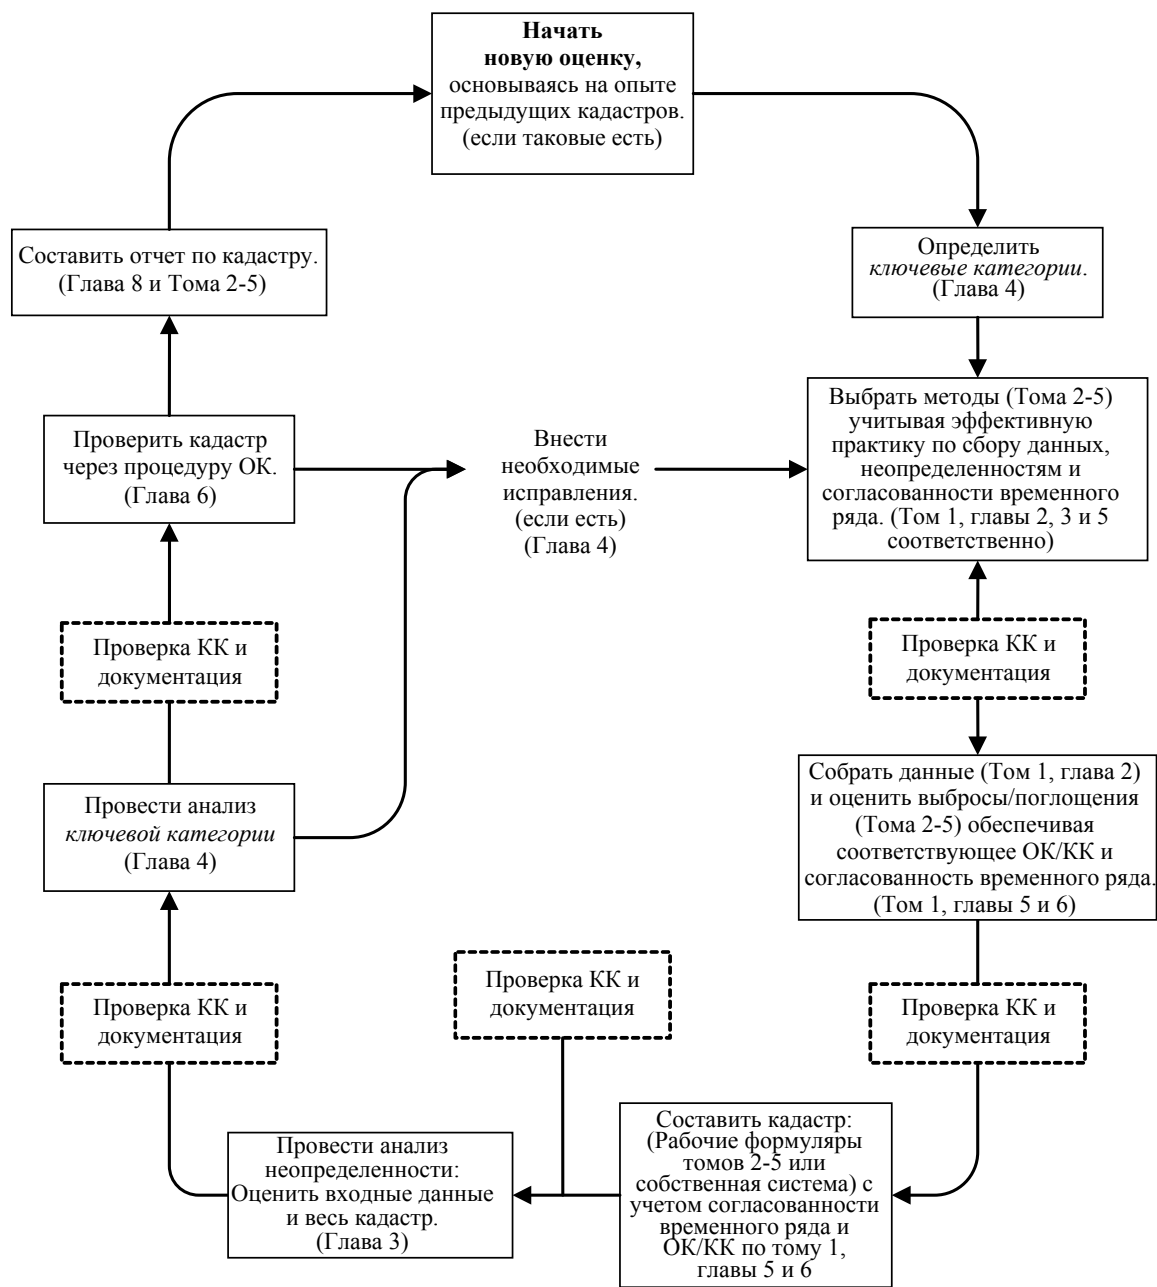 Начать
новую оценку,
основываясь на опыте
предыдущих кадастров.
(если таковые есть)
Составить отчет по кадастру.
(Глава 8 и Тома 2-5)
Определить
ключевые категории.
(Глава 4)
Проверить кадастр
через процедуру ОК.
(Глава 6)
Внести
необходимые
исправления.
(если есть)
(Глава 4)
Выбрать методы (Тома 2-5)
учитывая эффективную
практику по сбору данных,
неопределенностям и
согласованности временного
ряда. (Том 1, главы 2, 3 и 5
соответственно)
Проверка КК и
документация
Проверка КК и
документация
Провести анализ
ключевой категории
(Глава 4)
Собрать данные (Том 1, глава 2)
и оценить выбросы/поглощения
(Тома 2-5) обеспечивая
соответствующее ОК/КК и
согласованность временного ряда.
(Том 1, главы 5 и 6)
Проверка КК и
документация
Проверка КК и
документация
Проверка КК и
документация
Провести анализ
неопределенности:
Оценить входные данные
и весь кадастр.
(Глава 3)
Составить кадастр:
(Рабочие формуляры
томов 2-5 или
собственная система) с
учетом согласованности
временного ряда и
ОК/КК по тому 1,
главы 5 и 6